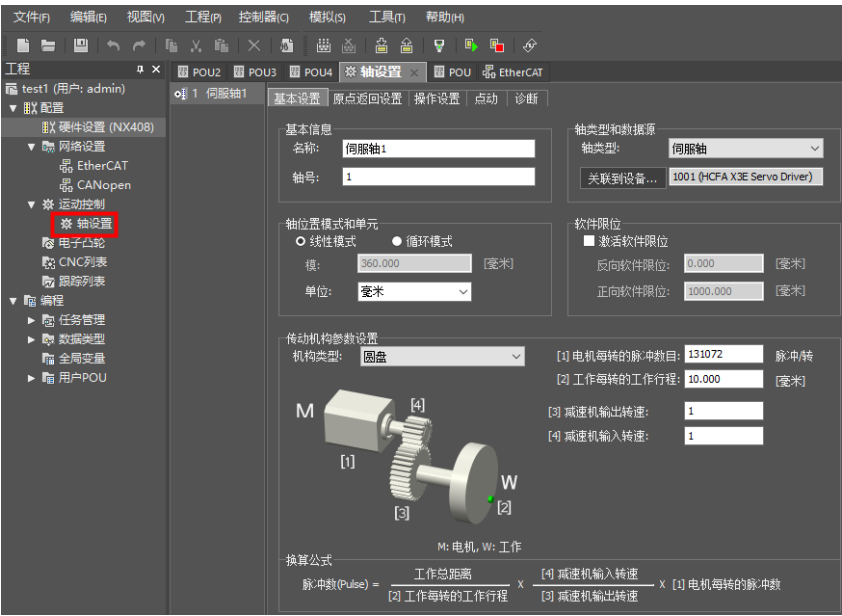 文件(F) 编辑(E) 视图(V) 工程(P) 控制器(C) 模拟(S) 工具(T) 帮助(H)
工程
POU2 POU3 POU4 轴设置 POU EtherCAT
test1 (用户: admin)
配置
硬件设置 (NX408)
网络设置
EtherCAT
CANopen
运动控制
轴设置
电子凸轮
CNC列表
跟踪列表
编程
任务管理
数据类型
全局变量
用户POU
1 伺服轴1
基本设置 原点返回设置 操作设置 点动 诊断
基本信息
名称: 伺服轴1
轴号: 1
轴类型和数据源
轴类型: 伺服轴
关联到设备... 1001 (HCFA X3E Servo Driver)
轴位置模式和单元
线性模式 循环模式
模: 360.000 [毫米]
单位: 毫米
软件限位
激活软件限位
反向软件限位: 0.000 [毫米]
正向软件限位: 1000.000 [毫米]
传动机构参数设置
机构类型: 圆盘
[1] 电机每转的脉冲数目: 131072 脉冲/转
[2] 工作每转的工作行程: 10.000 [毫米]
[3] 减速机输出转速: 1
[4] 减速机输入转速: 1
M
[4]
[1]
W
[3]
[2]
M: 电机, W: 工作
换算公式
脉冲数(Pulse) = 工作总距离 / [2] 工作每转的工作行程 x [4] 减速机输入转速 / [3] 减速机输出转速 x [1] 电机每转的脉冲数